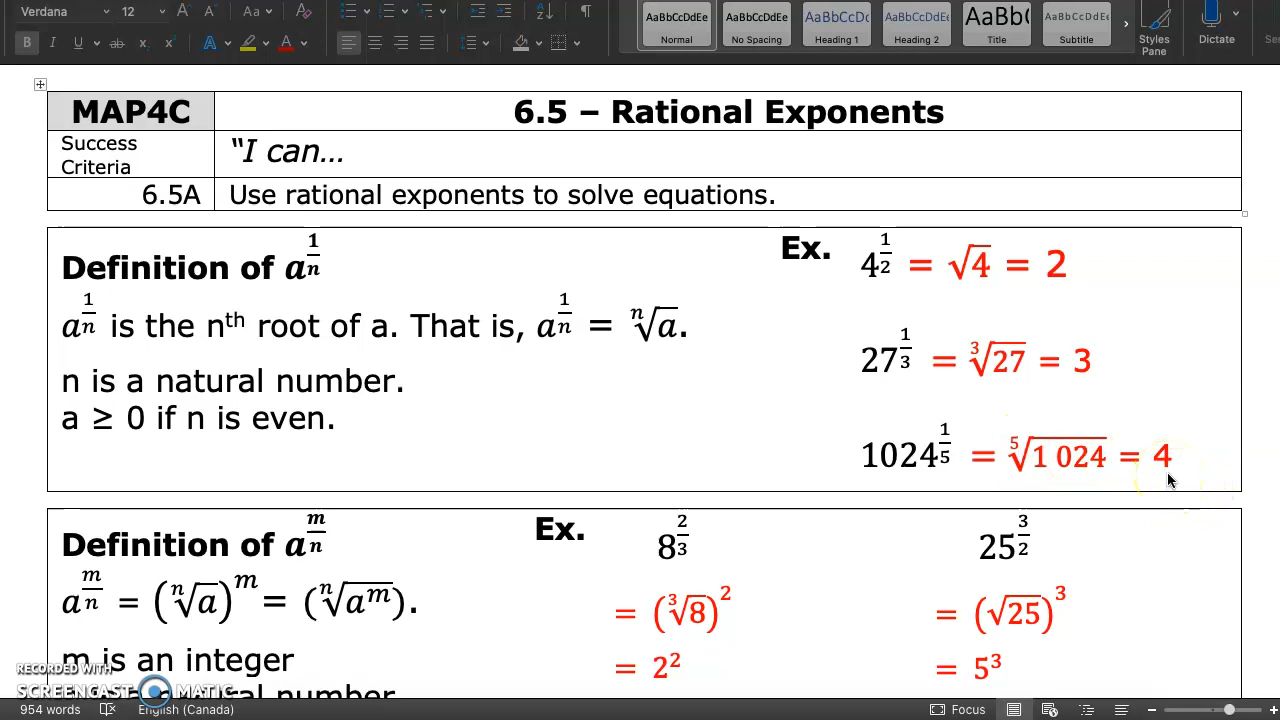 Verdana 12 A A Aa A
AaBbCcDdEe AaBbCcDdEe AaBbCcDc AaBbCcDdEe AaBb( AaBbCcDdEe
B I U ab x x A A
Normal No Spacing Heading 1 Heading 2 Title Subtitle Styles Pane Dictate
MAP4C 6.5 – Rational Exponents
Success Criteria “I can…
6.5A Use rational exponents to solve equations.
Definition of a^(1/n)
a^(1/n) is the nth root of a. That is, a^(1/n) = ⁿ√a.
n is a natural number.
a ≥ 0 if n is even.
Ex. 4^(1/2) = √4 = 2
27^(1/3) = ³√27 = 3
1024^(1/5) = ⁵√1 024 = 4
Definition of a^(m/n)
a^(m/n) = (ⁿ√a)^m = (ⁿ√a^m).
m is an integer
Ex. 8^(2/3) 25^(3/2)
= (³√8)² = (√25)³
= 2² = 5³
RECORDED WITH
SCREENCAST MATIC
954 words English (Canada) Focus